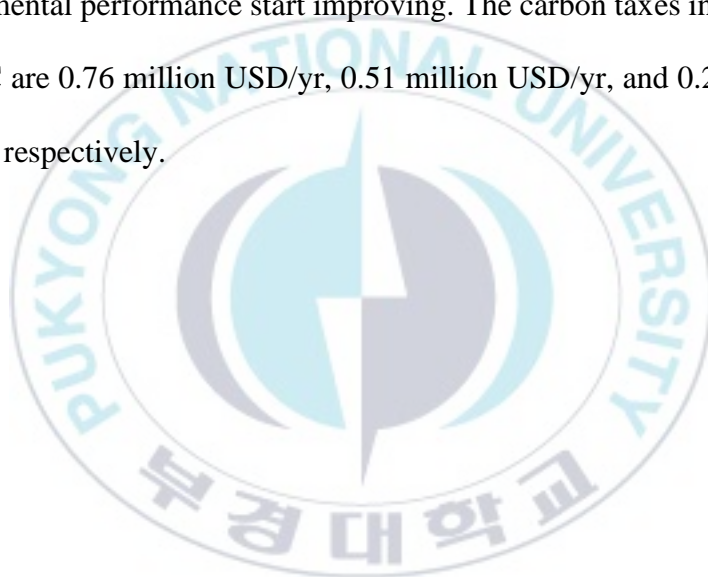 mental performance start improving. The carbon taxes in
are 0.76 million USD/yr, 0.51 million USD/yr, and 0.2
respectively.
PUKYONG NATIONAL UNIVERSITY
부경대학교